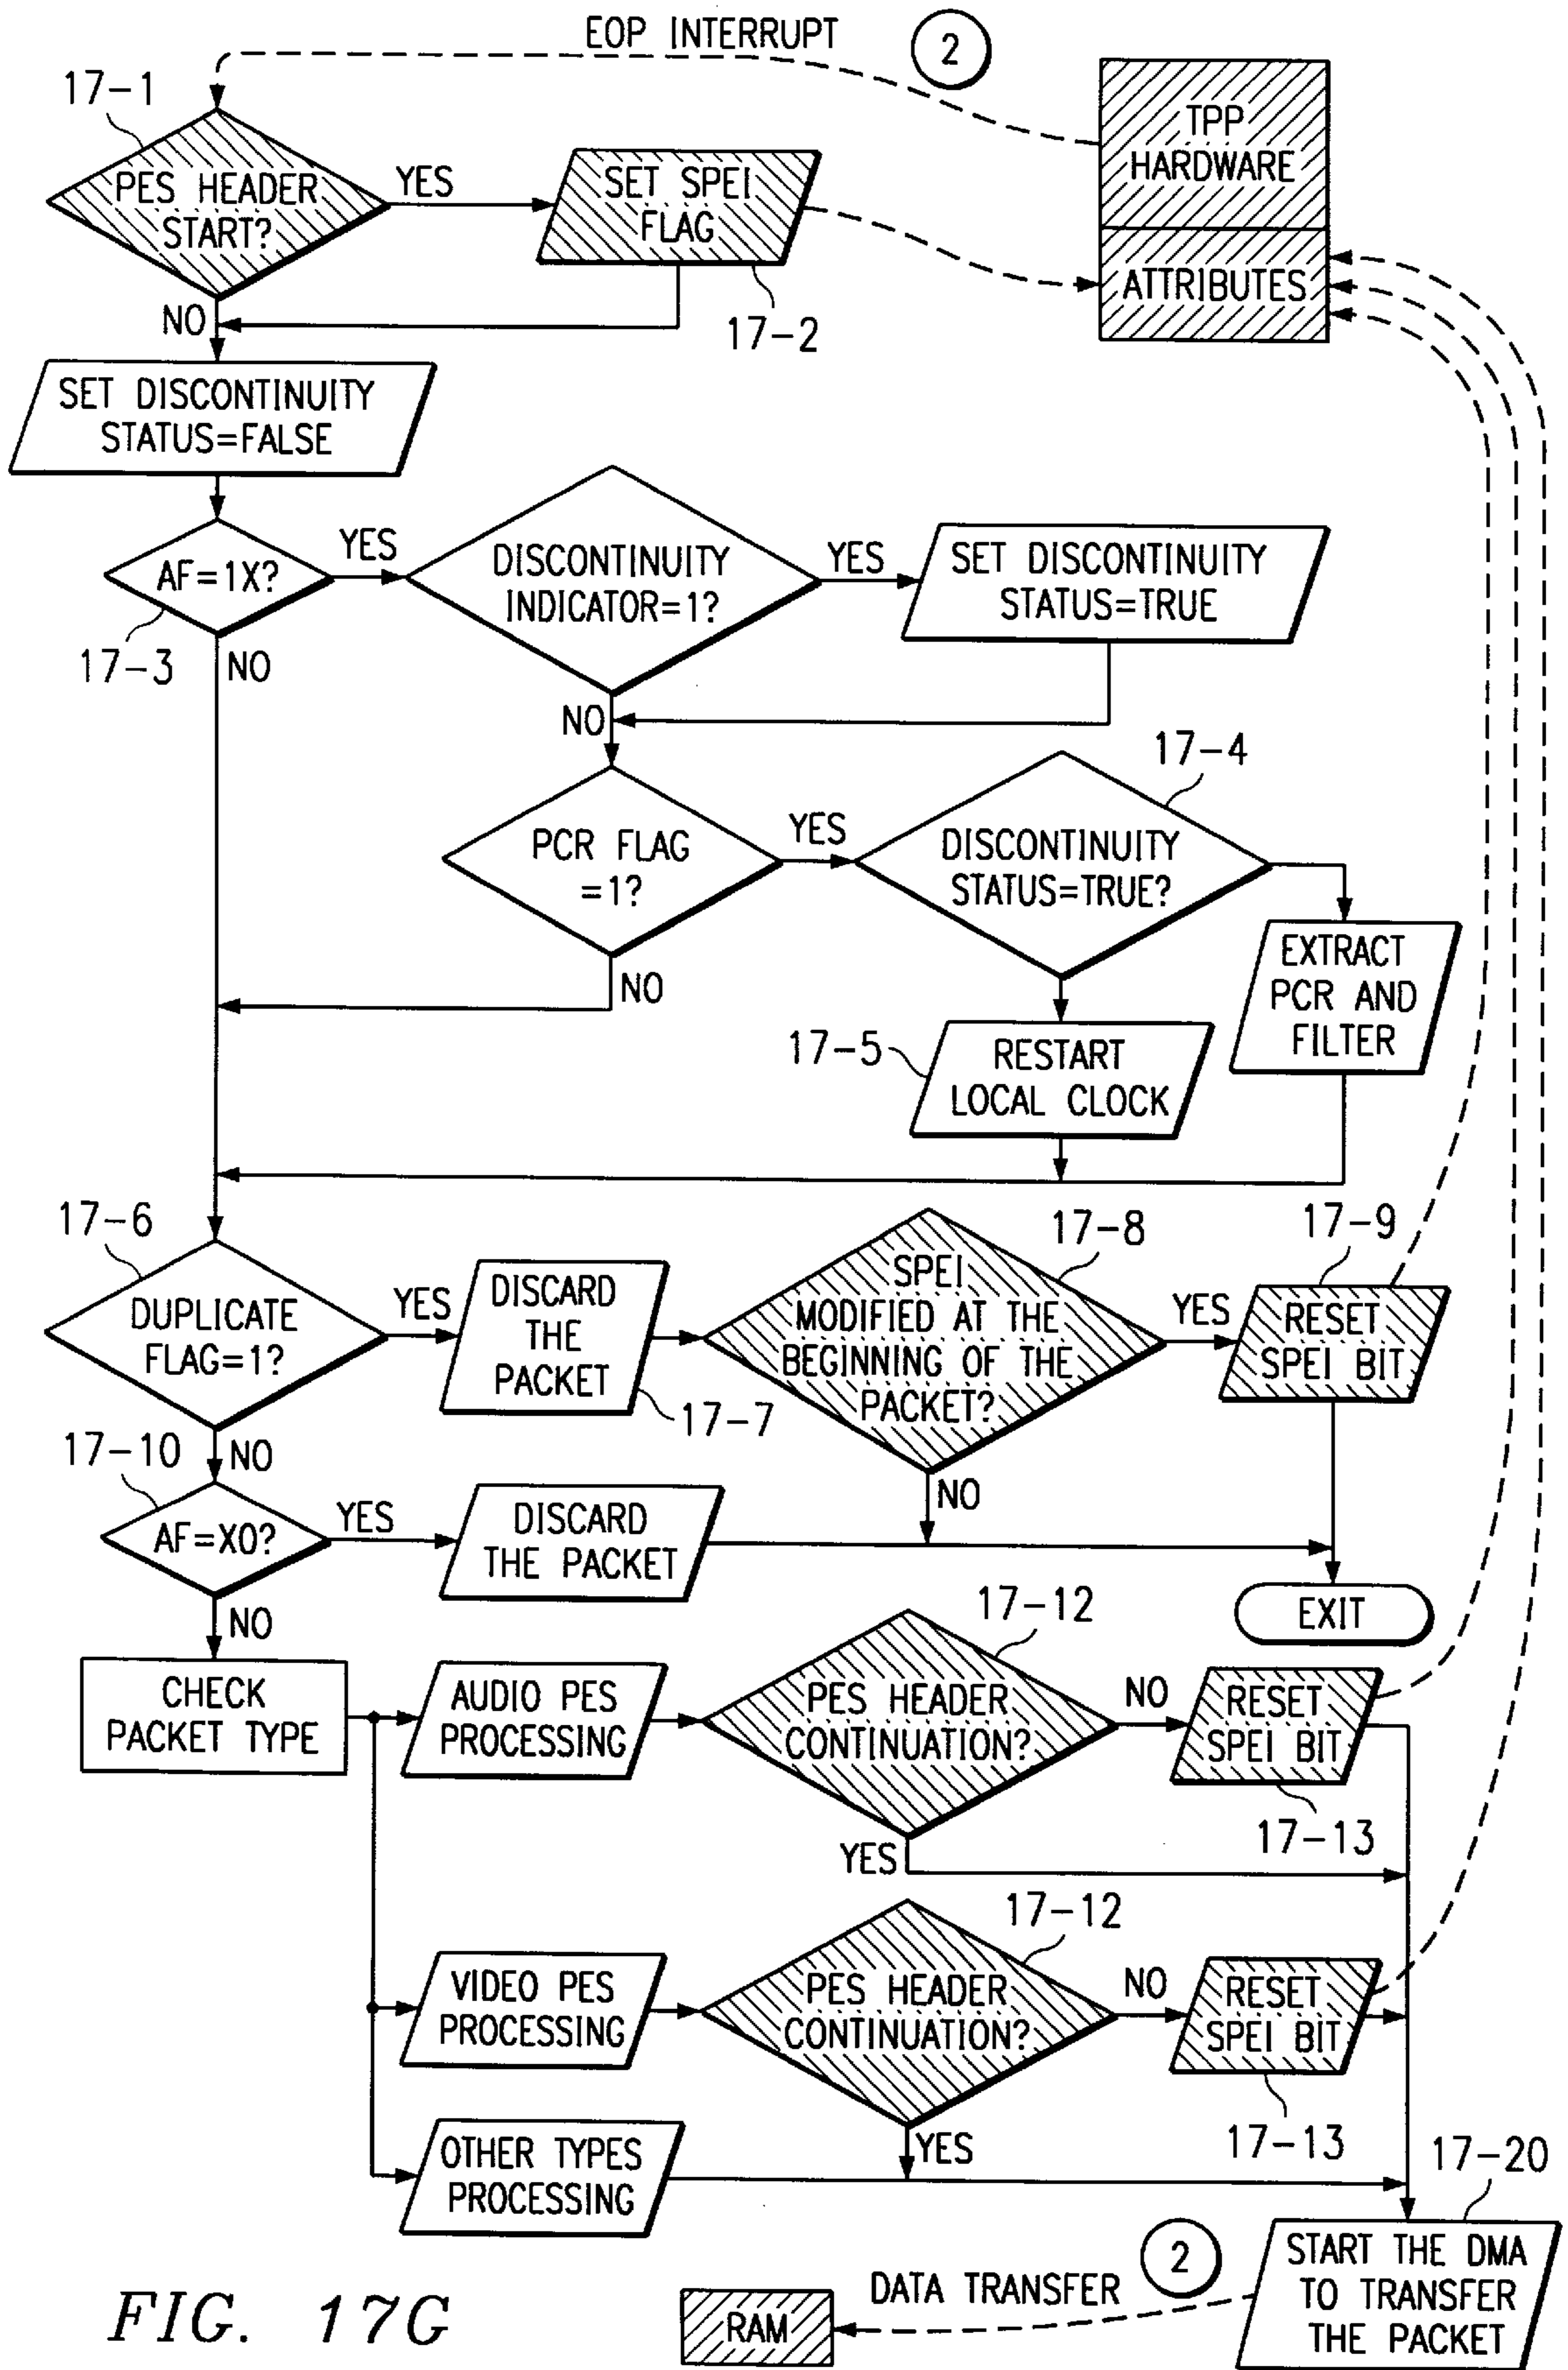 EOP INTERRUPT
2
17-1
TPP
HARDWARE
PES HEADER
START?
YES
SET SPEI
FLAG
ATTRIBUTES
NO
17-2
SET DISCONTINUITY
STATUS=FALSE
AF=1X?
YES
DISCONTINUITY
INDICATOR=1?
YES
SET DISCONTINUITY
STATUS=TRUE
17-3
NO
NO
17-4
PCR FLAG
=1?
YES
DISCONTINUITY
STATUS=TRUE?
NO
EXTRACT
PCR AND
FILTER
17-5
RESTART
LOCAL CLOCK
17-6
17-8
17-9
DUPLICATE
FLAG=1?
YES
DISCARD
THE
PACKET
SPEI
MODIFIED AT THE
BEGINNING OF THE
PACKET?
YES
RESET
SPEI BIT
17-7
17-10
NO
NO
AF=X0?
YES
DISCARD
THE PACKET
EXIT
NO
17-12
CHECK
PACKET TYPE
AUDIO PES
PROCESSING
PES HEADER
CONTINUATION?
NO
RESET
SPEI BIT
17-13
YES
17-12
VIDEO PES
PROCESSING
PES HEADER
CONTINUATION?
NO
RESET
SPEI BIT
17-13
YES
OTHER TYPES
PROCESSING
17-20
START THE DMA
TO TRANSFER
THE PACKET
2
DATA TRANSFER
RAM
FIG. 17G